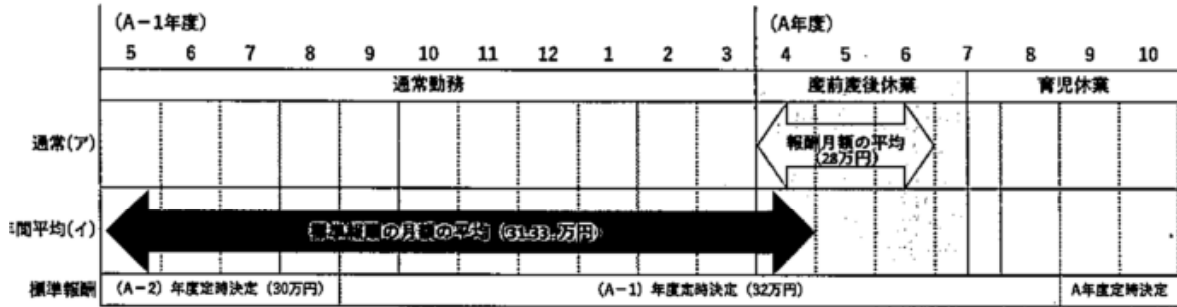 (A-1年度) (A年度)
5 6 7 8 9 10 11 12 1 2 3 4 5 6 7 8 9 10
通常勤務 産前産後休業 育児休業
通常(ア) 報酬月額の平均
(28万円)
間平均(イ) 標準報酬の月額の平均 (31.33..万円)
標準報酬 (A-2) 年度定時決定 (30万円) (A-1) 年度定時決定 (32万円) A年度定時決定